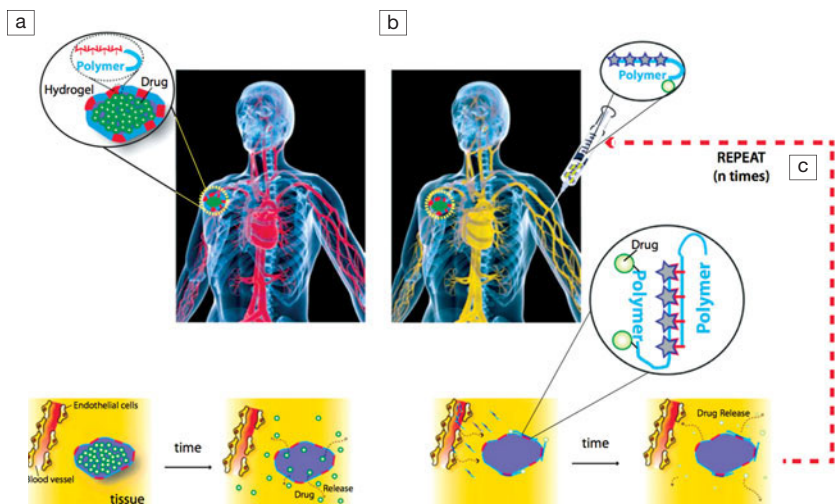 a
Polymer
Hydrogel
Drug
b
Polymer
REPEAT
(n times)
c
Drug
Polymer
Polymer
Endothelial cells
Blood vessel
tissue
time
Drug
Release
time
Drug Release